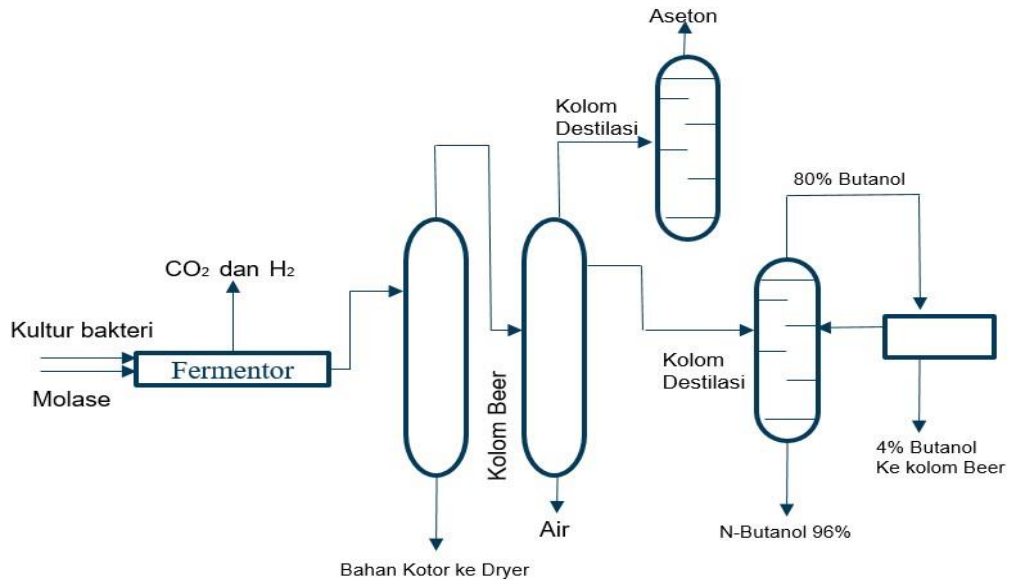 Aseton
Kolom
Destilasi
80% Butanol
CO₂ dan H₂
Kultur bakteri
Fermentor
Molase
Kolom Beer
Kolom
Destilasi
4% Butanol
Ke kolom Beer
Air
N-Butanol 96%
Bahan Kotor ke Dryer